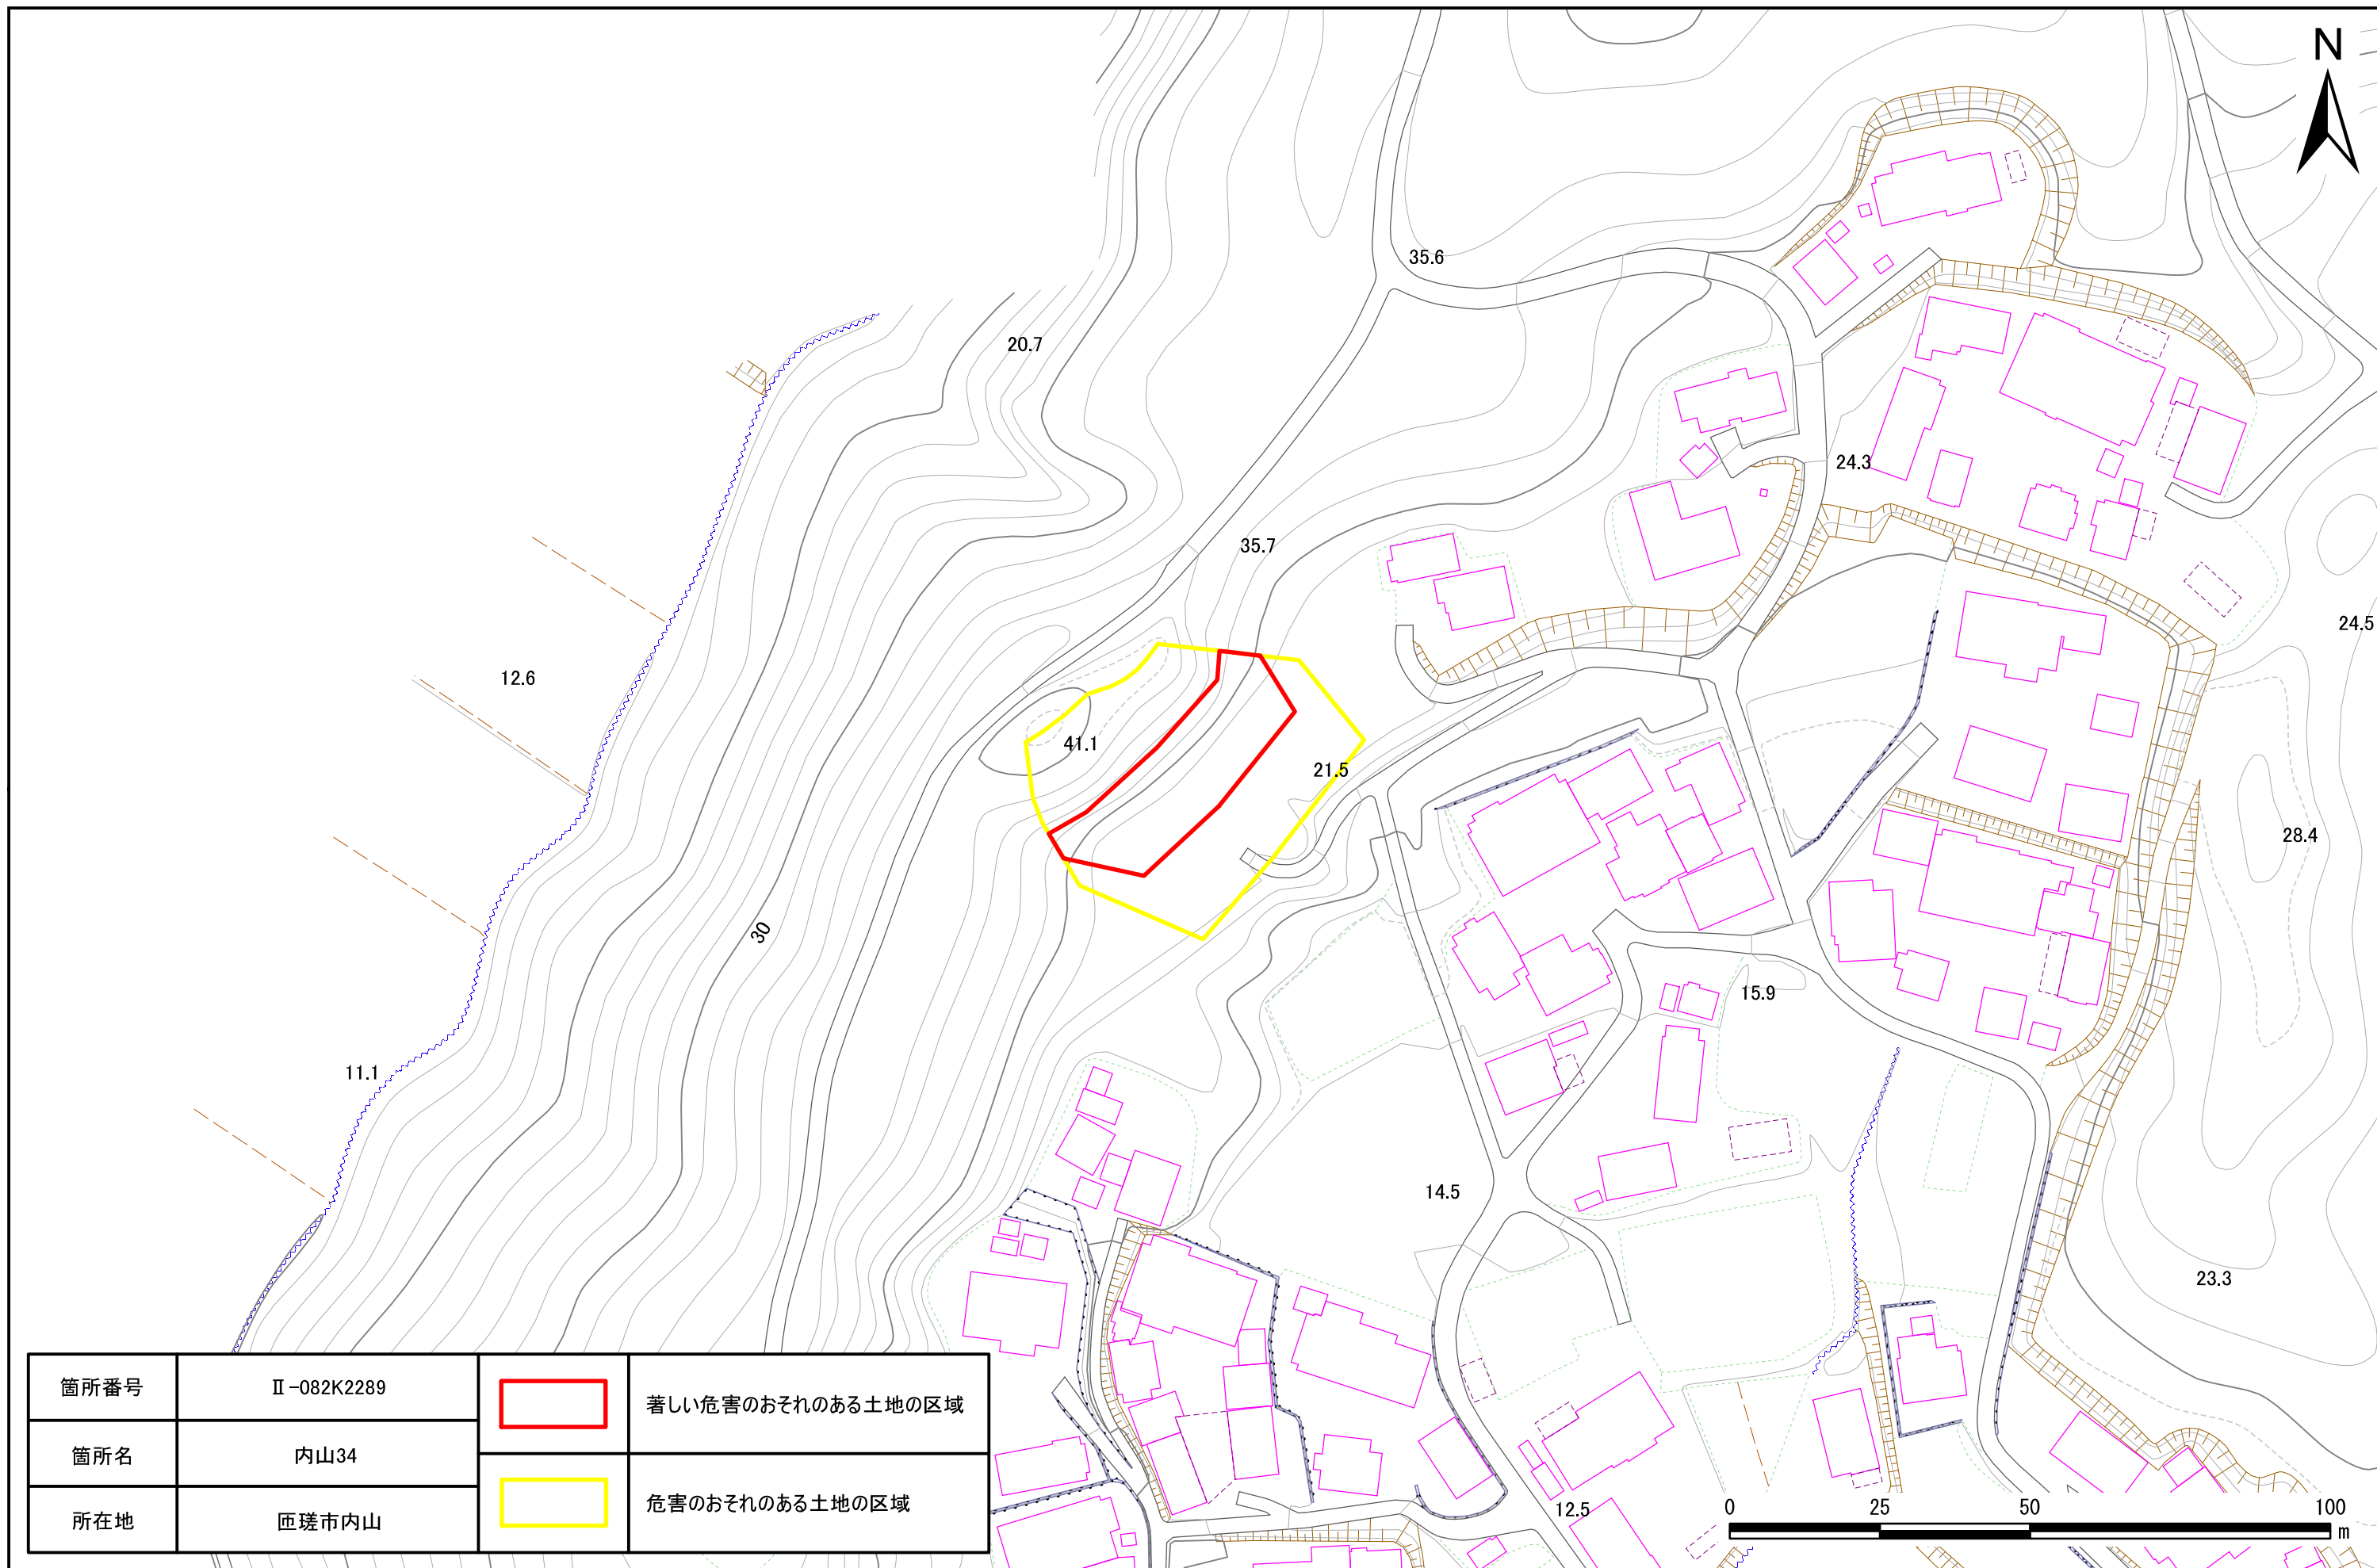 N
35.6
20.7
24.3
35.7
24.5
12.6
41.1
21.5
28.4
30
15.9
11.1
14.5
23.3
12.5
箇所番号 Ⅱ-082K2289
箇所名 内山34
所在地 匝瑳市内山
著しい危害のおそれのある土地の区域
危害のおそれのある土地の区域
0 25 50 100
m